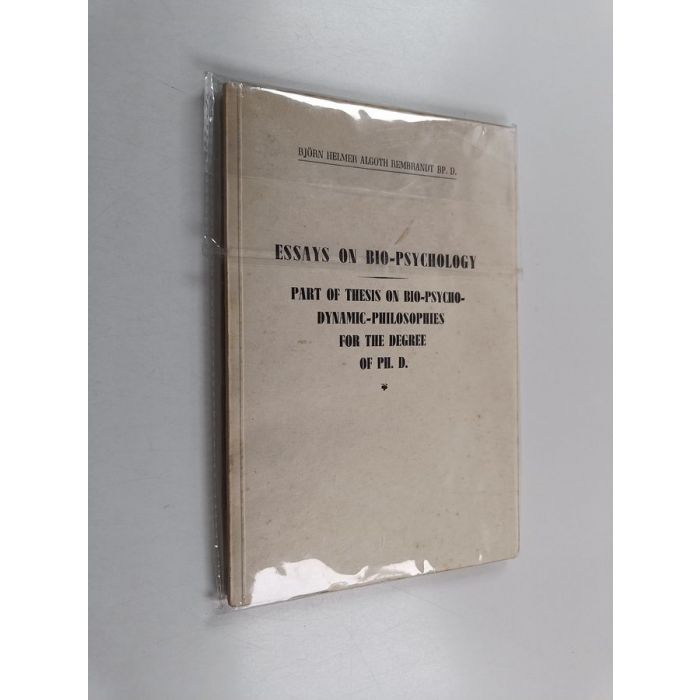 BJÖRN HELMER ALGOTH REMBRANDT BP. D.
ESSAYS ON BIO-PSYCHOLOGY
PART OF THESIS ON BIO-PSYCHO-
DYNAMIC-PHILOSOPHIES
FOR THE DEGREE
OF PH. D.